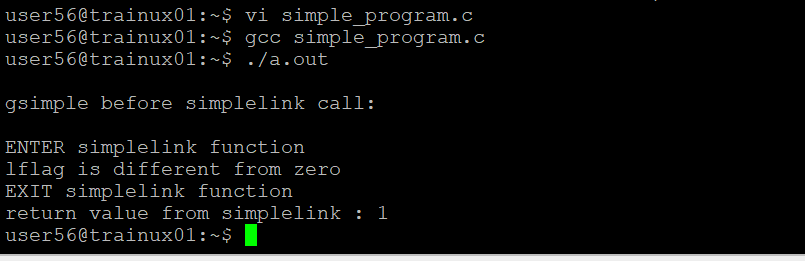 user56@trainux01:~$ vi simple_program.c
user56@trainux01:~$ gcc simple_program.c
user56@trainux01:~$ ./a.out
gsimple before simplelink call:
ENTER simplelink function
lflag is different from zero
EXIT simplelink function
return value from simplelink : 1
user56@trainux01:~$